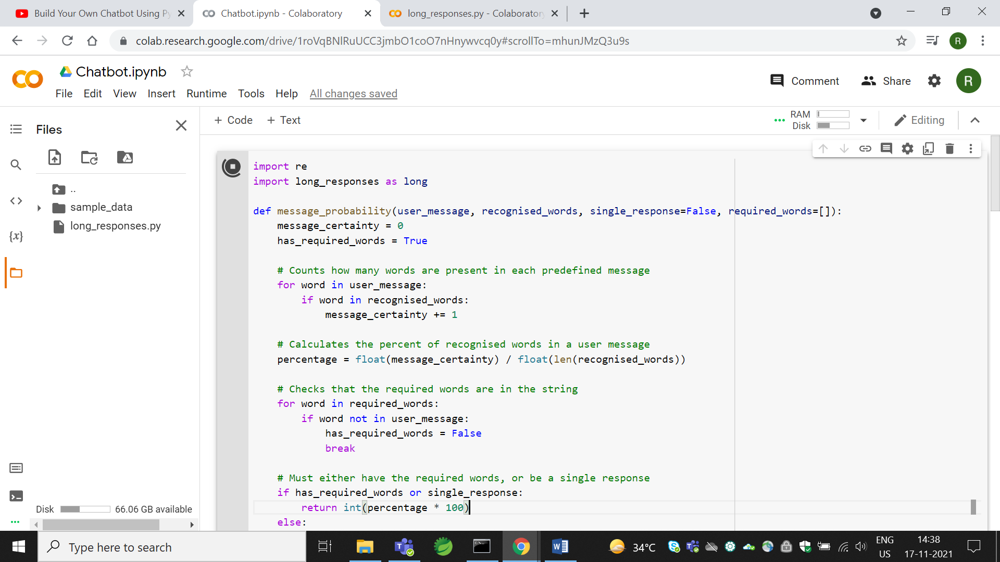 Build Your Own Chatbot Using Py
Chatbot.ipynb - Colaboratory
long_responses.py - Colaboratory
colab.research.google.com/drive/1roVqBNlRuUCC3jmbO1coO7nHnywvcq0y#scrollTo=mhunJMzQ3u9s
R
Chatbot.ipynb
File Edit View Insert Runtime Tools Help All changes saved
Comment
Share
R
Files
+ Code + Text
RAM
Disk
Editing
..
sample_data
long_responses.py
{x}
Disk 66.06 GB available
import re
import long_responses as long
def message_probability(user_message, recognised_words, single_response=False, required_words=[]):
message_certainty = 0
has_required_words = True
# Counts how many words are present in each predefined message
for word in user_message:
if word in recognised_words:
message_certainty += 1
# Calculates the percent of recognised words in a user message
percentage = float(message_certainty) / float(len(recognised_words))
# Checks that the required words are in the string
for word in required_words:
if word not in user_message:
has_required_words = False
break
# Must either have the required words, or be a single response
if has_required_words or single_response:
return int(percentage * 100)
else:
Type here to search
34°C
ENG
US
14:38
17-11-2021